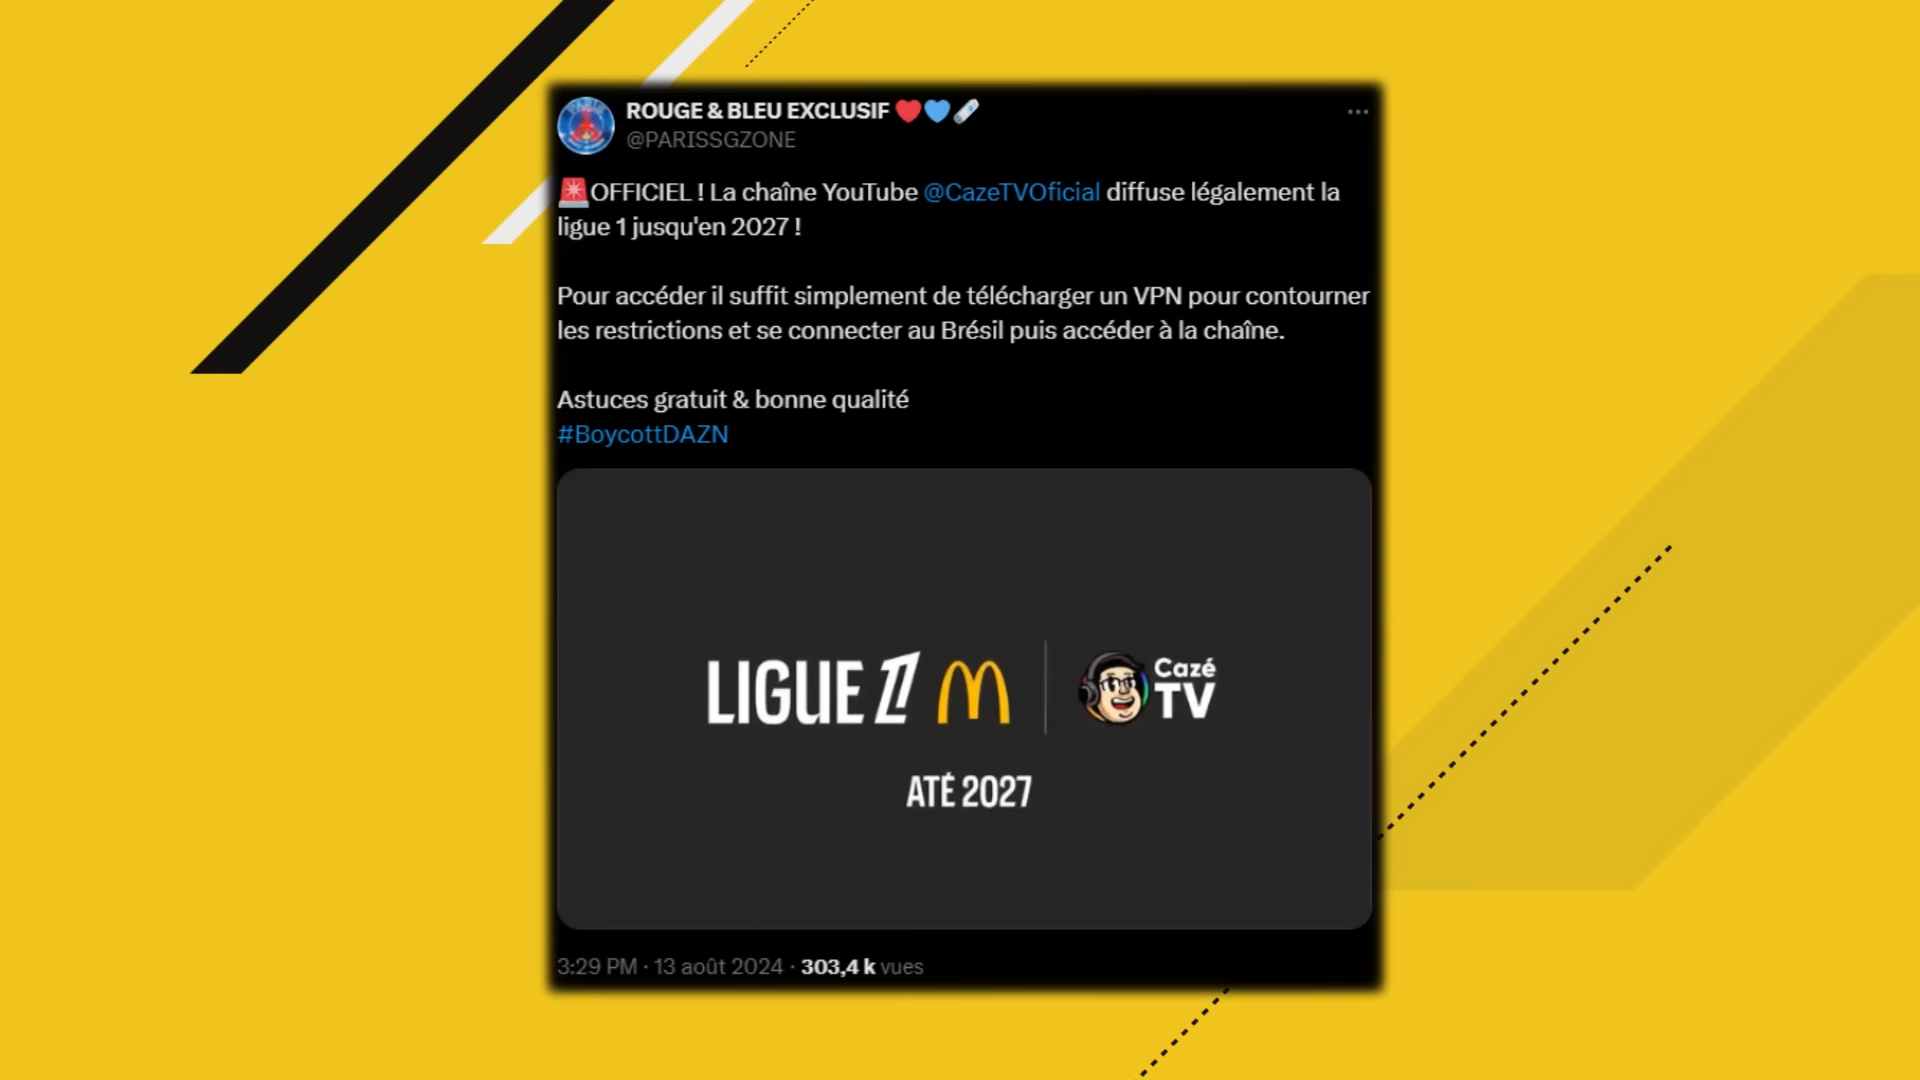 ROUGE & BLEU EXCLUSIF ❤️💙🗞️
@PARISSGZONE
🚨OFFICIEL ! La chaîne YouTube @CazeTVOficial diffuse légalement la
ligue 1 jusqu'en 2027 !
Pour accéder il suffit simplement de télécharger un VPN pour contourner
les restrictions et se connecter au Brésil puis accéder à la chaîne.
Astuces gratuit & bonne qualité
#BoycottDAZN
LIGUE 1
Cazé
TV
ATÉ 2027
3:29 PM · 13 août 2024 · 303,4 k vues